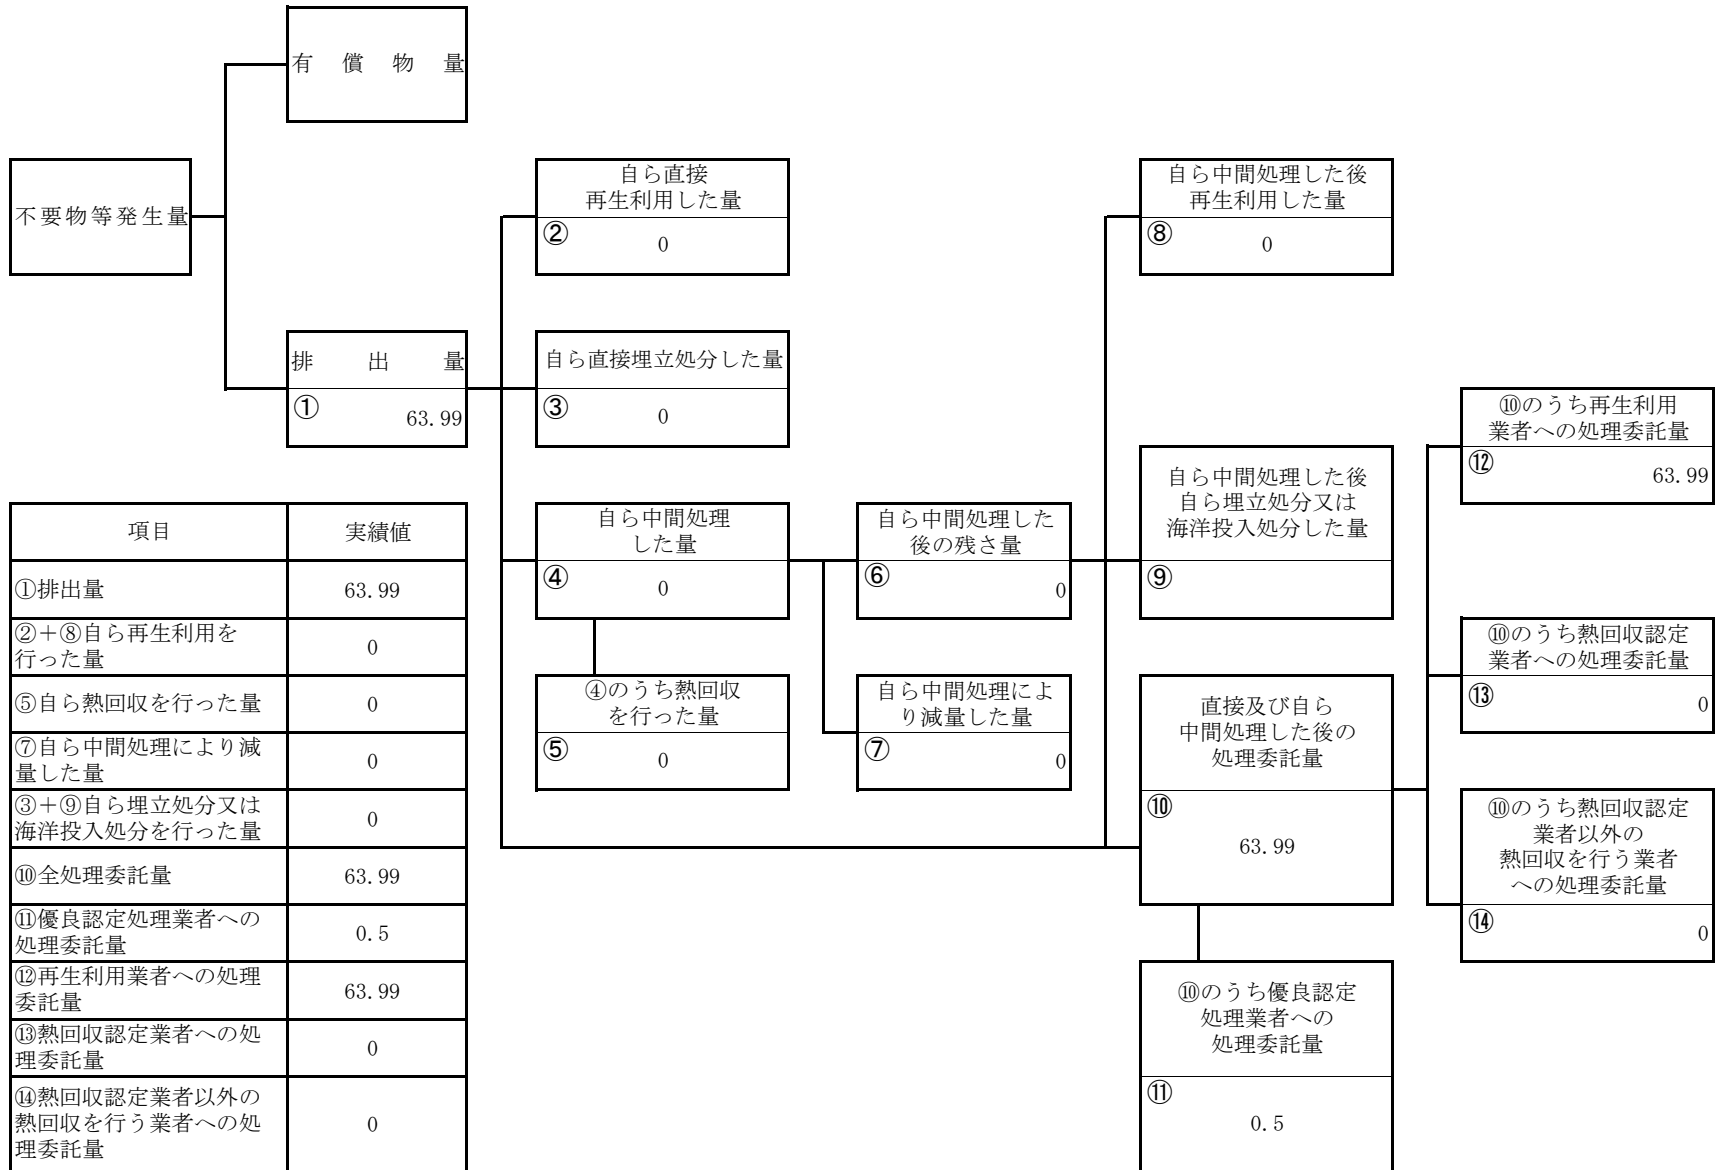 有償物量
不要物等発生量
排出量
①
63.99
自ら直接
再生利用した量
②
0
自ら直接埋立処分した量
③
0
自ら中間処理
した量
④
0
④のうち熱回収
を行った量
⑤
0
自ら中間処理した
後の残さ量
⑥
0
自ら中間処理によ
り減量した量
⑦
0
自ら中間処理した後
再生利用した量
⑧
0
自ら中間処理した後
自ら埋立処分又は
海洋投入処分した量
⑨
直接及び自ら
中間処理した後の
処理委託量
⑩
63.99
⑩のうち優良認定
処理業者への
処理委託量
⑪
0.5
⑩のうち再生利用
業者への処理委託量
⑫
63.99
⑩のうち熱回収認定
業者への処理委託量
⑬
0
⑩のうち熱回収認定
業者以外の
熱回収を行う業者
への処理委託量
⑭
0
項目 実績値
①排出量 63.99
②＋⑧自ら再生利用を
行った量 0
⑤自ら熱回収を行った量 0
⑦自ら中間処理により減
量した量 0
③＋⑨自ら埋立処分又は
海洋投入処分を行った量 0
⑩全処理委託量 63.99
⑪優良認定処理業者への
処理委託量 0.5
⑫再生利用業者への処理
委託量 63.99
⑬熱回収認定業者への処
理委託量 0
⑭熱回収認定業者以外の
熱回収を行う業者への処
理委託量 0